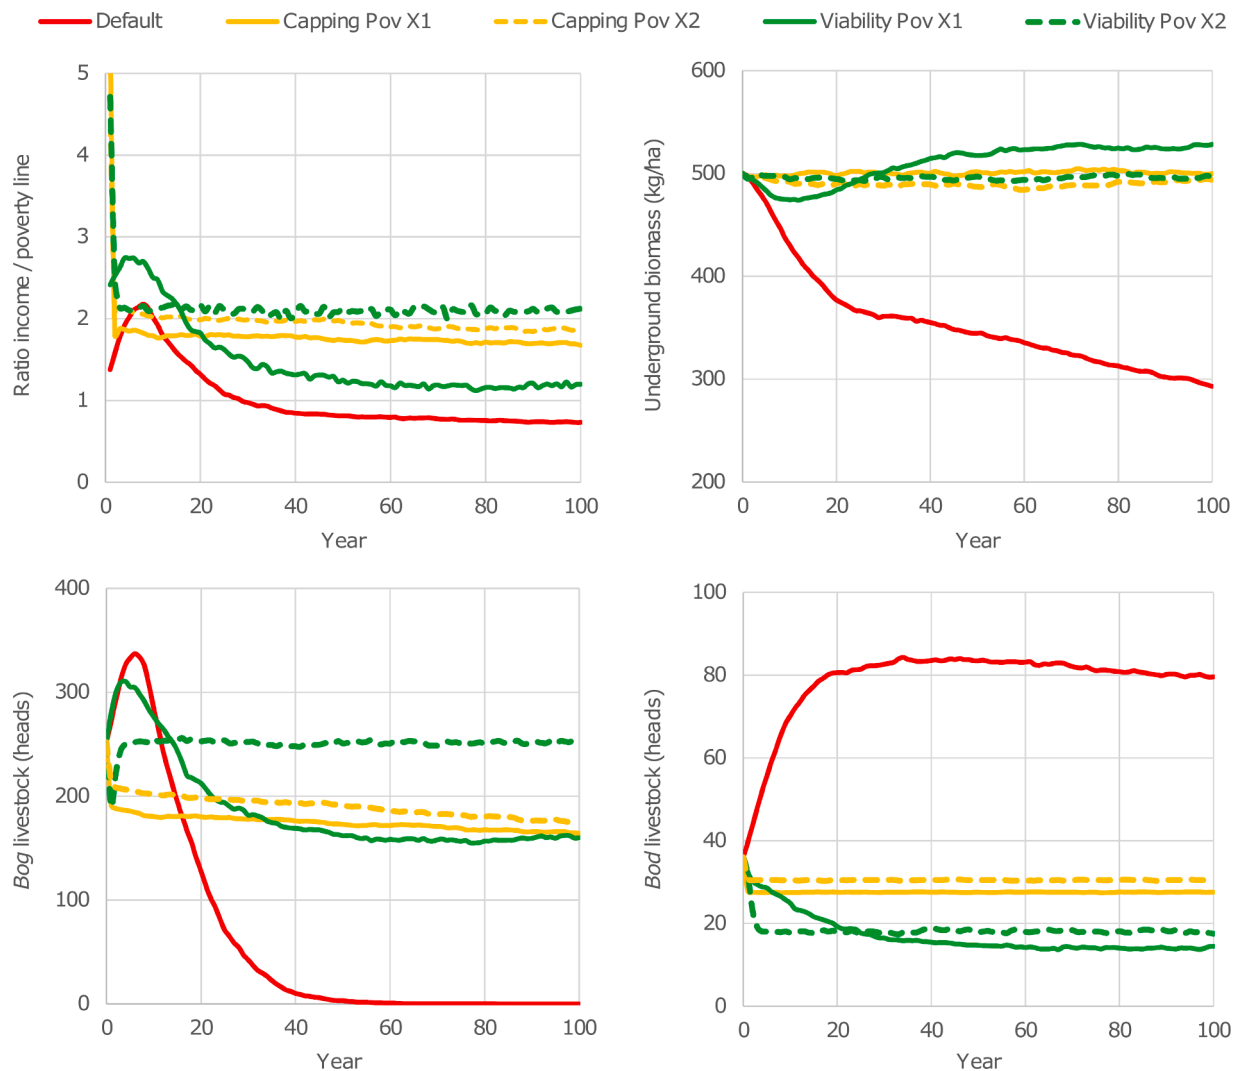 Default Capping Pov X1 Capping Pov X2 Viability Pov X1 Viability Pov X2
Ratio income / poverty line
5
4
3
2
1
0
0 20 40 60 80 100
Year
Underground biomass (kg/ha)
600
500
400
300
200
0 20 40 60 80 100
Year
Bog livestock (heads)
400
300
200
100
0
0 20 40 60 80 100
Year
Bod livestock (heads)
100
80
60
40
20
0
0 20 40 60 80 100
Year